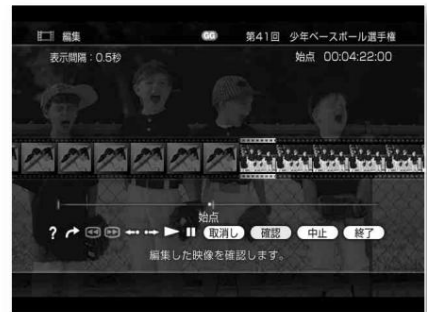 編集 GG 第41回 少年ベースボール選手権
表示間隔：0.5秒 始点 00:04:22:00
始点
? 取消し 確認 中止 終了
編集した映像を確認します。